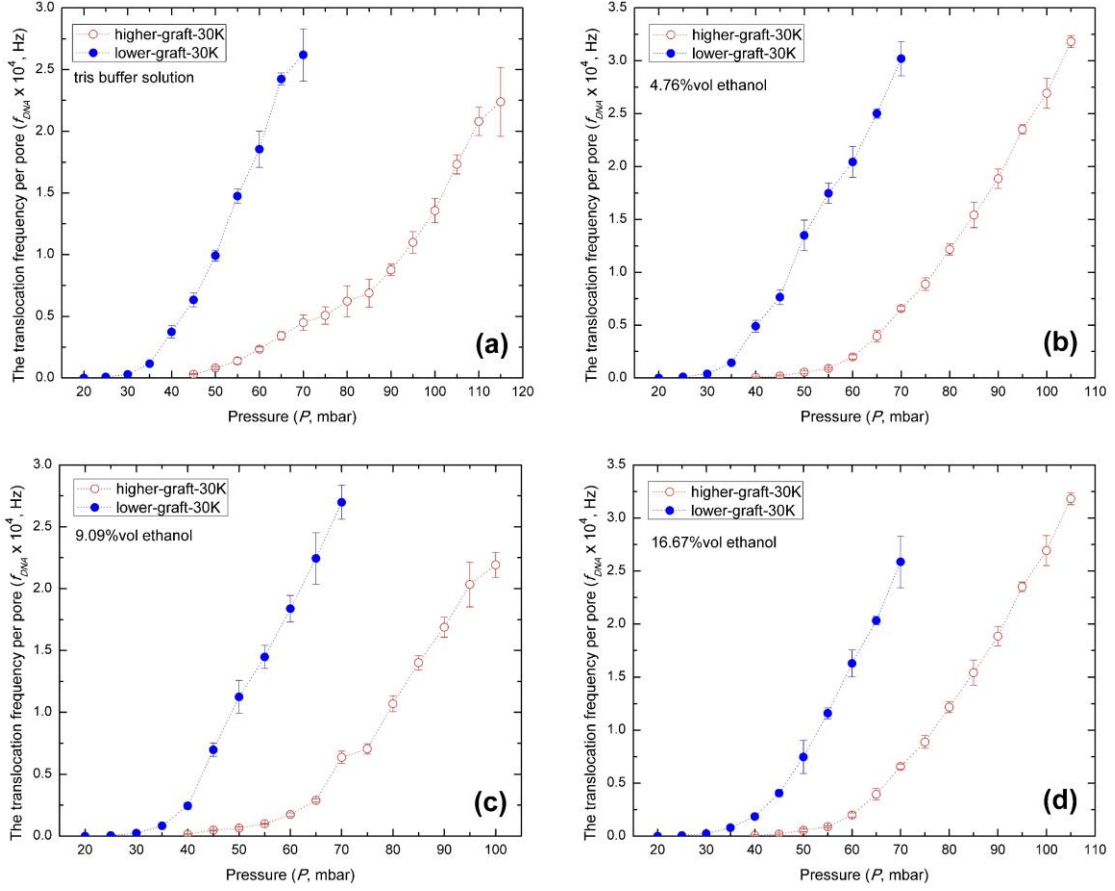 The translocation frequency per pore (f_DNA x 10^4, Hz)
3.0
2.5
2.0
1.5
1.0
0.5
0.0
higher-graft-30K
lower-graft-30K
tris buffer solution
(a)
20 30 40 50 60 70 80 90 100 110 120
Pressure (P, mbar)
The translocation frequency per pore (f_DNA x 10^4, Hz)
3.5
3.0
2.5
2.0
1.5
1.0
0.5
0.0
higher-graft-30K
lower-graft-30K
4.76%vol ethanol
(b)
20 30 40 50 60 70 80 90 100 110
Pressure (P, mbar)
The translocation frequency per pore (f_DNA x 10^4, Hz)
3.0
2.5
2.0
1.5
1.0
0.5
0.0
higher-graft-30K
lower-graft-30K
9.09%vol ethanol
(c)
20 30 40 50 60 70 80 90 100
Pressure (P, mbar)
The translocation frequency per pore (f_DNA x 10^4, Hz)
3.5
3.0
2.5
2.0
1.5
1.0
0.5
0.0
higher-graft-30K
lower-graft-30K
16.67%vol ethanol
(d)
20 30 40 50 60 70 80 90 100 110
Pressure (P, mbar)